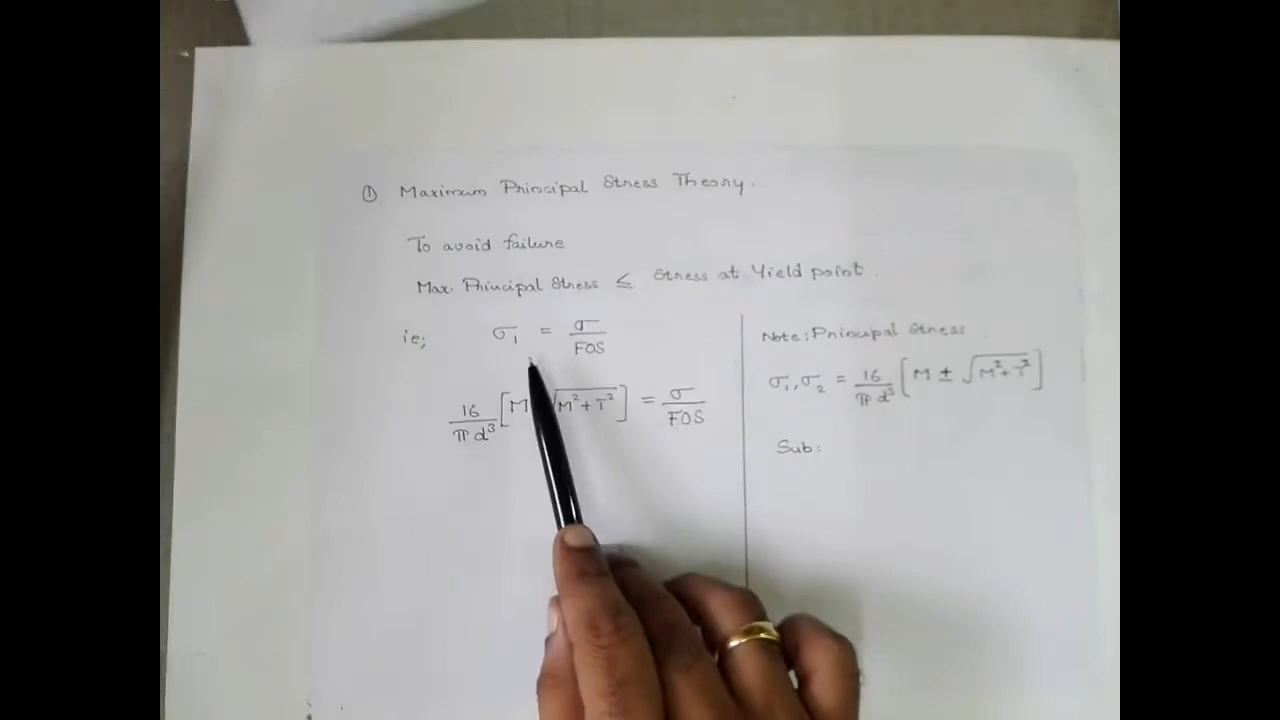 ① Maximum Principal Stress Theory.
To avoid failure
Max. Principal Stress ≤ Stress at Yield point.
ie; σ₁ = σ / FOS
16 / πd³ [M √M² + T²] = σ / FOS
Note: Principal Stress
σ₁, σ₂ = 16 / πd³ [M ± √M² + T²]
Sub: